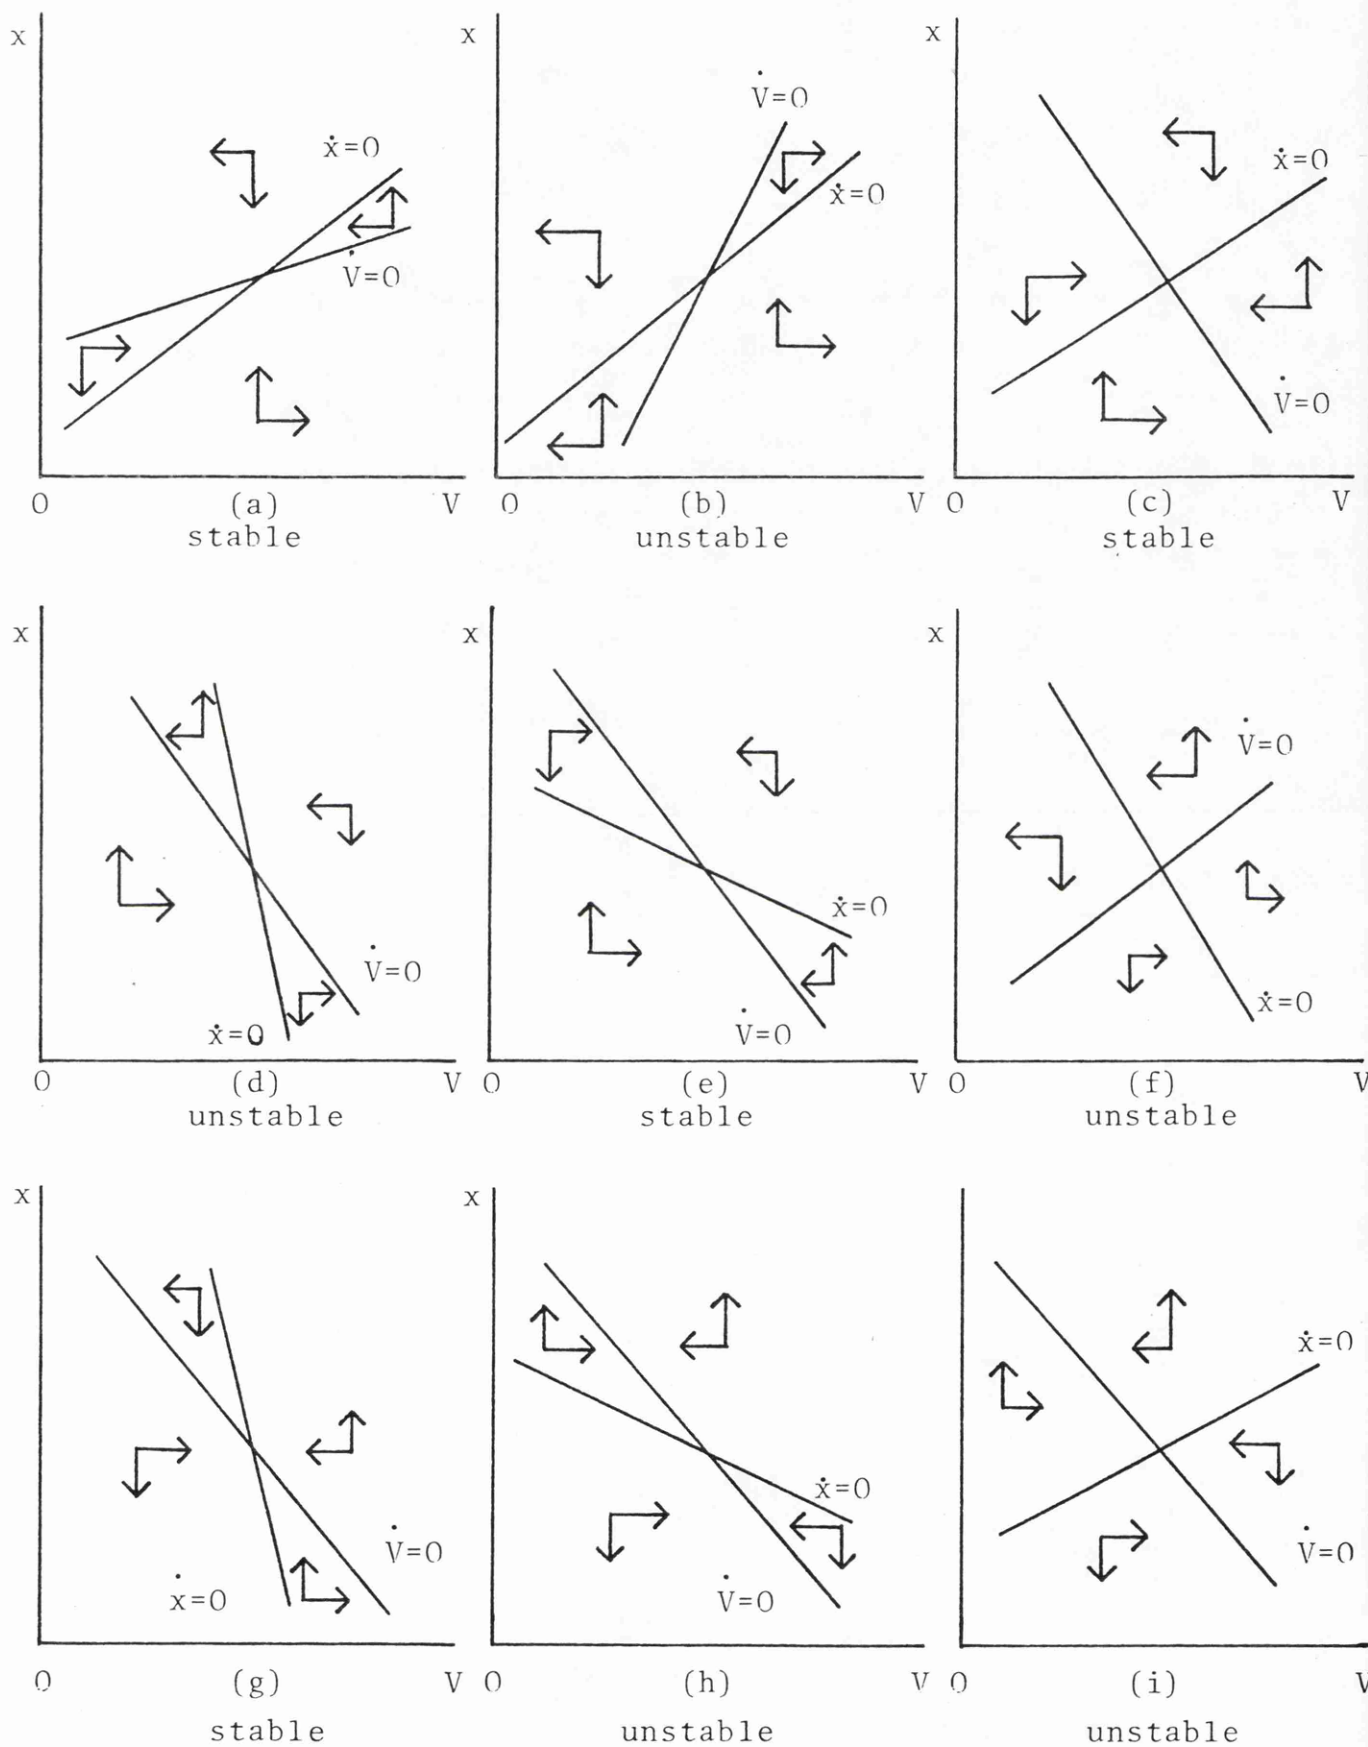 x x x
V̇=0
ẋ=0 ẋ=0 ẋ=0
V̇=0 V̇=0
0 (a) V 0 (b) V 0 (c) V
stable unstable stable
x x x
V̇=0
ẋ=0
V̇=0 V̇=0 ẋ=0
ẋ=0
0 (d) V 0 (e) V 0 (f) V
unstable stable unstable
x x
ẋ=0
ẋ=0
V̇=0 V̇=0
ẋ=0 V̇=0
0 (g) V 0 (h) V 0 (i) V
stable unstable unstable